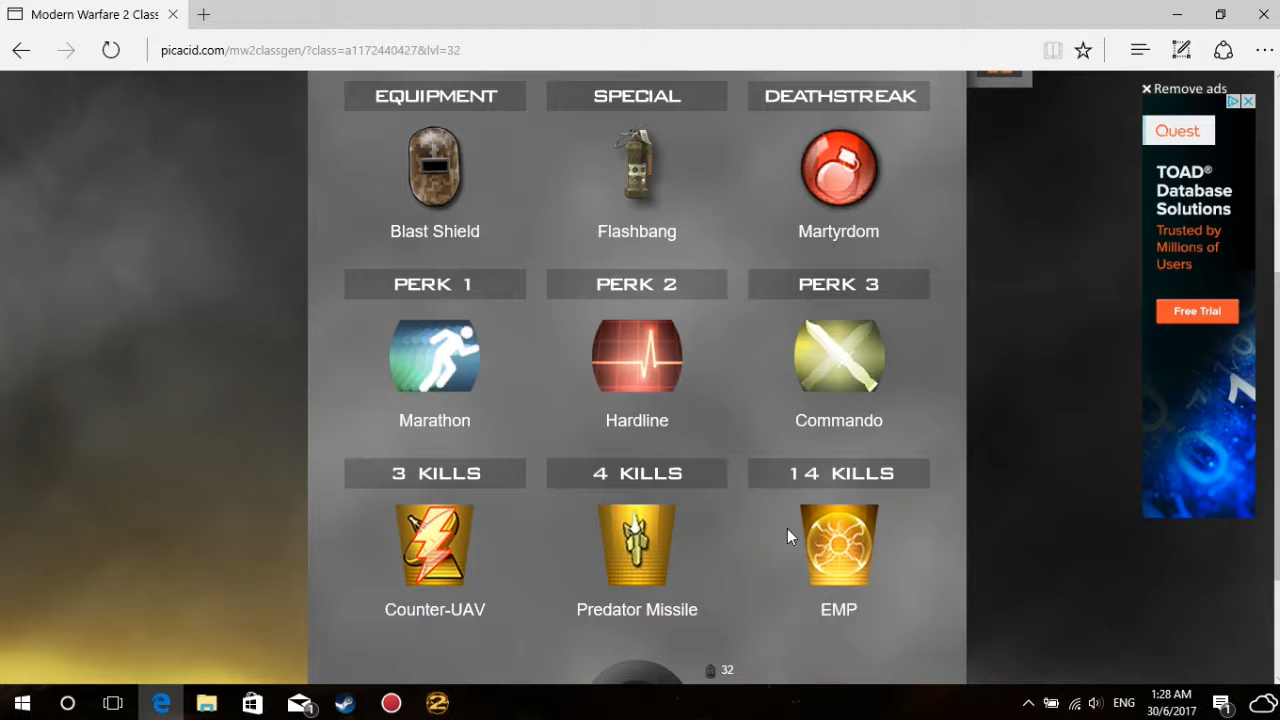 Modern Warfare 2 Class
picacid.com/mw2classgen/?class=a1172440427&lvl=32
EQUIPMENT
SPECIAL
DEATHSTREAK
Blast Shield
Flashbang
Martyrdom
PERK 1
PERK 2
PERK 3
Marathon
Hardline
Commando
3 KILLS
4 KILLS
14 KILLS
Counter-UAV
Predator Missile
EMP
32
Remove ads
Quest
TOAD®
Database
Solutions
Trusted by
Millions of
Users
Free Trial
1
2
ENG
1:28 AM
30/6/2017
1